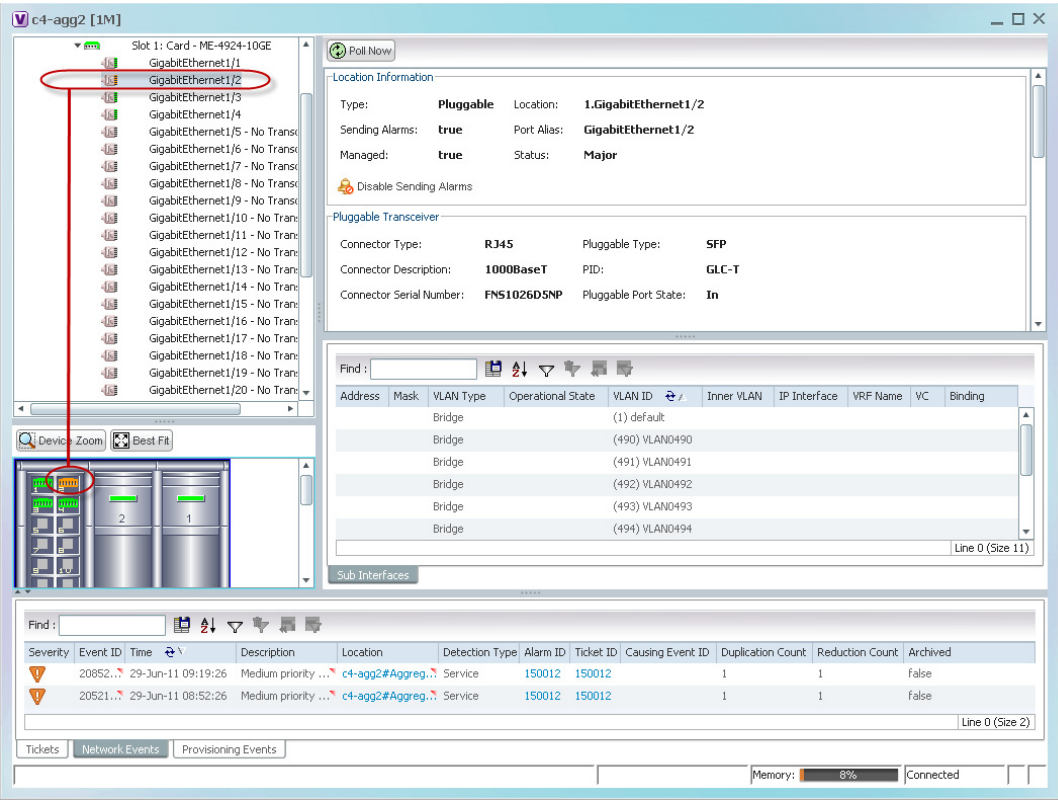 V c4-agg2 [1M]
Slot 1: Card - ME-4924-10GE
GigabitEthernet1/1
GigabitEthernet1/2
GigabitEthernet1/3
GigabitEthernet1/4
GigabitEthernet1/5 - No Transc
GigabitEthernet1/6 - No Transc
GigabitEthernet1/7 - No Transc
GigabitEthernet1/8 - No Transc
GigabitEthernet1/9 - No Transc
GigabitEthernet1/10 - No Trans
GigabitEthernet1/11 - No Trans
GigabitEthernet1/12 - No Trans
GigabitEthernet1/13 - No Trans
GigabitEthernet1/14 - No Trans
GigabitEthernet1/15 - No Trans
GigabitEthernet1/16 - No Trans
GigabitEthernet1/17 - No Trans
GigabitEthernet1/18 - No Trans
GigabitEthernet1/19 - No Trans
GigabitEthernet1/20 - No Trans
Device Zoom Best Fit
1 2
3 4
5 6
7 8
9 10
2 1
Poll Now
Location Information
Type: Pluggable Location: 1.GigabitEthernet1/2
Sending Alarms: true Port Alias: GigabitEthernet1/2
Managed: true Status: Major
Disable Sending Alarms
Pluggable Transceiver
Connector Type: RJ45 Pluggable Type: SFP
Connector Description: 1000BaseT PID: GLC-T
Connector Serial Number: FNS1026D5NP Pluggable Port State: In
Find :
Address Mask VLAN Type Operational State VLAN ID Inner VLAN IP Interface VRF Name VC Binding
Bridge (1) default
Bridge (490) VLAN0490
Bridge (491) VLAN0491
Bridge (492) VLAN0492
Bridge (493) VLAN0493
Bridge (494) VLAN0494
Line 0 (Size 11)
Sub Interfaces
Find :
Severity Event ID Time Description Location Detection Type Alarm ID Ticket ID Causing Event ID Duplication Count Reduction Count Archived
20852... 29-Jun-11 09:19:26 Medium priority ... c4-agg2#Aggreg... Service 150012 150012 1 1 false
20521... 29-Jun-11 08:52:26 Medium priority ... c4-agg2#Aggreg... Service 150012 150012 1 1 false
Line 0 (Size 2)
Tickets Network Events Provisioning Events
Memory: 8% Connected